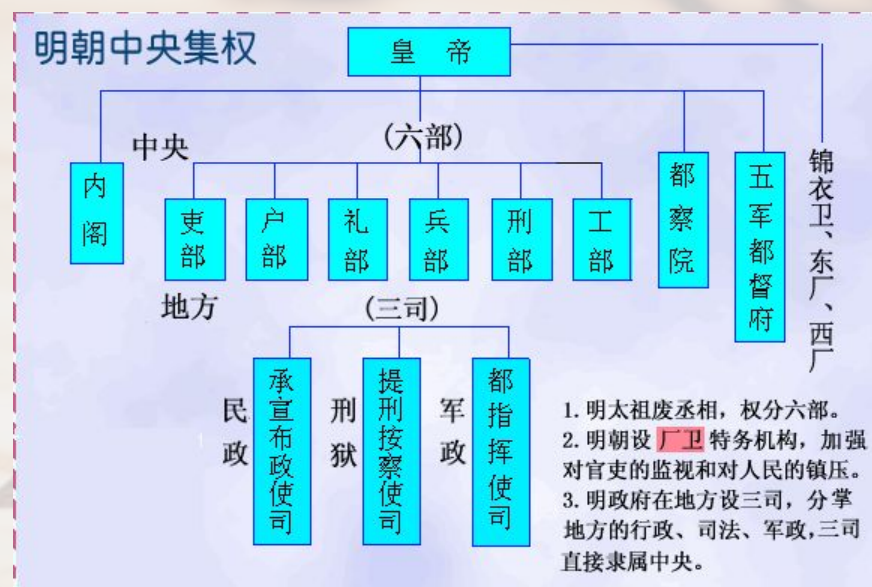 明朝中央集权
皇帝
中央
(六部)
内阁
吏部
户部
礼部
兵部
刑部
工部
都察院
五军都督府
锦衣卫、东厂、西厂
地方
(三司)
民政
承宣布政使司
刑狱
提刑按察使司
军政
都指挥使司
1. 明太祖废丞相，权分六部。
2. 明朝设厂卫特务机构，加强
对官吏的监视和对人民的镇压。
3. 明政府在地方设三司，分掌
地方的行政、司法、军政，三司
直接隶属中央。